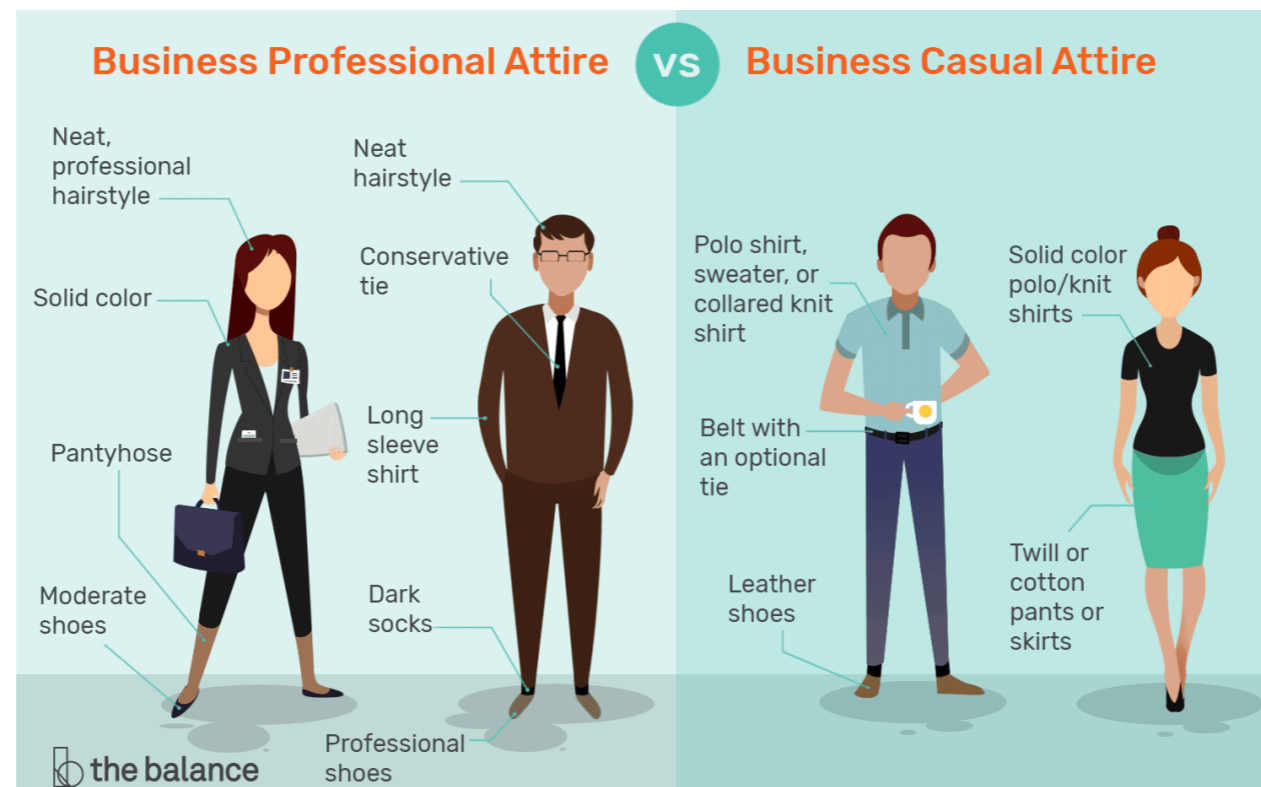 Business Professional Attire
vs
Business Casual Attire
Neat,
professional
hairstyle
Solid color
Pantyhose
Moderate
shoes
Neat
hairstyle
Conservative
tie
Long
sleeve
shirt
Dark
socks
Professional
shoes
Polo shirt,
sweater, or
collared knit
shirt
Belt with
an optional
tie
Leather
shoes
Solid color
polo/knit
shirts
Twill or
cotton
pants or
skirts
the balance